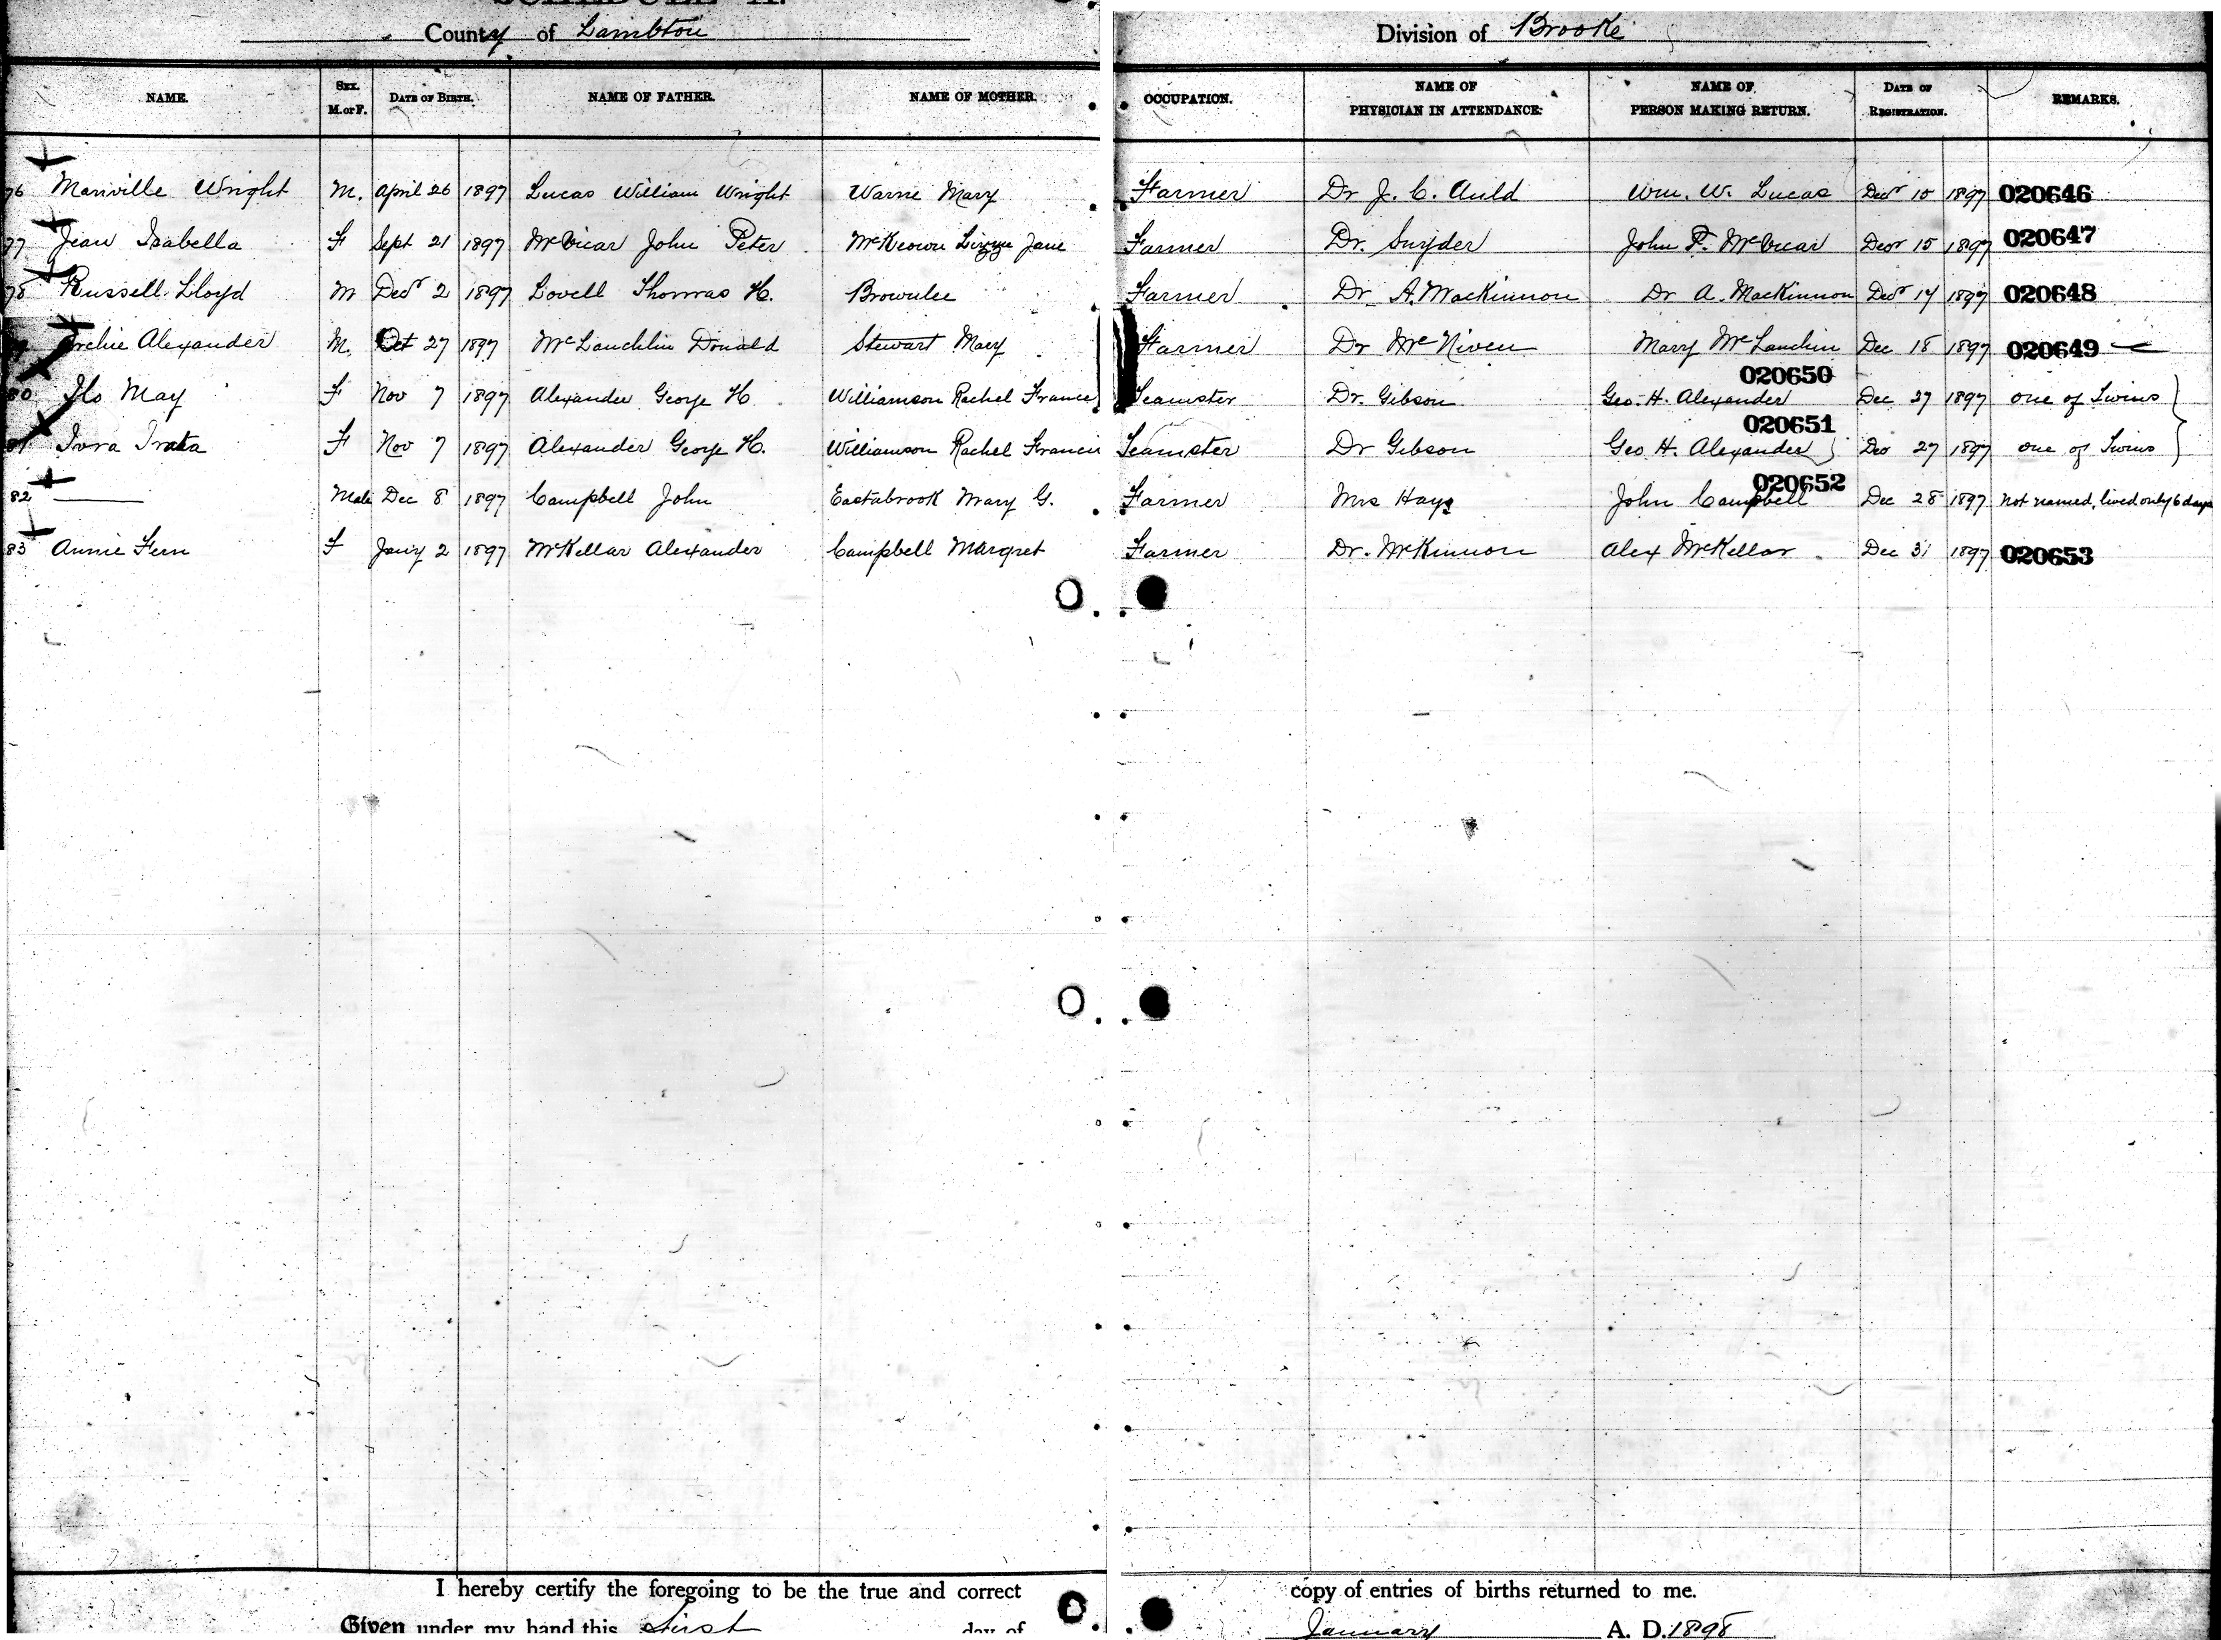 County of Lambton Division of Brooke
NAME. SEX. M. or F. DATE OF BIRTH. NAME OF FATHER. NAME OF MOTHER. OCCUPATION. NAME OF PHYSICIAN IN ATTENDANCE: NAME OF PERSON MAKING RETURN. DATE OF REGISTRATION. REMARKS.
76 Manville Wright M. April 26 1897 Lucas William Wright Warne Mary Farmer Dr J. C. Auld Wm. W. Lucas Decr 10 1897 020646
77 Jean Isabella F Sept 21 1897 McVicar John Peter McKeown Lizzie Jane Farmer Dr. Snyder John P. McVicar Decr 15 1897 020647
78 Russell Lloyd M Decr 2 1897 Lovell Thomas H. Brownlee Farmer Dr A. MacKinnon Dr A. MacKinnon Decr 17 1897 020648
Archie Alexander M. Oct 27 1897 McLauchlin Donald Stewart Mary Farmer Dr McNiven Mary McLauchlin Dec 18 1897 020649
020650
80 Ilo May F Nov 7 1897 Alexander George H. Williamson Rachel Francis Teamster Dr. Gibson Geo. H. Alexander Dec 27 1897 one of Twins
020651
81 F Nov 7 1897 Alexander George H. Williamson Rachel Francis Teamster Dr Gibson Geo H. Alexander Dec 27 1897 one of Twins
020652
82 Male Dec 8 1897 Campbell John Eastabrook Mary G. Farmer Mrs Hays John Campbell Dec 28 1897 not named, lived only 6 days
83 Annie Fern F Jany 2 1897 McKellar Alexander Campbell Margret Farmer Dr. McKinnon Alex McKellar Dec 31 1897 020653
I hereby certify the foregoing to be the true and correct copy of entries of births returned to me.
Given under my hand this first day of January A. D. 1898